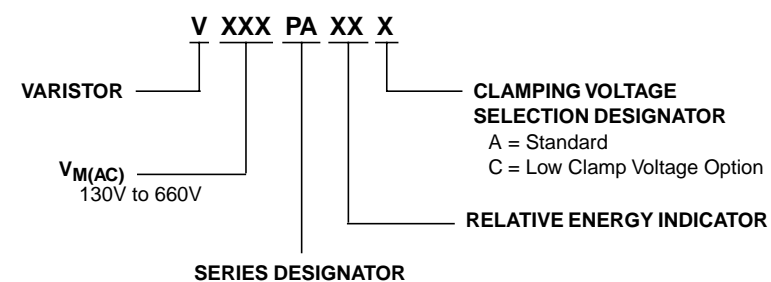 V XXX PA XX X
VARISTOR
CLAMPING VOLTAGE
SELECTION DESIGNATOR
A = Standard
C = Low Clamp Voltage Option
VM(AC)
130V to 660V
RELATIVE ENERGY INDICATOR
SERIES DESIGNATOR